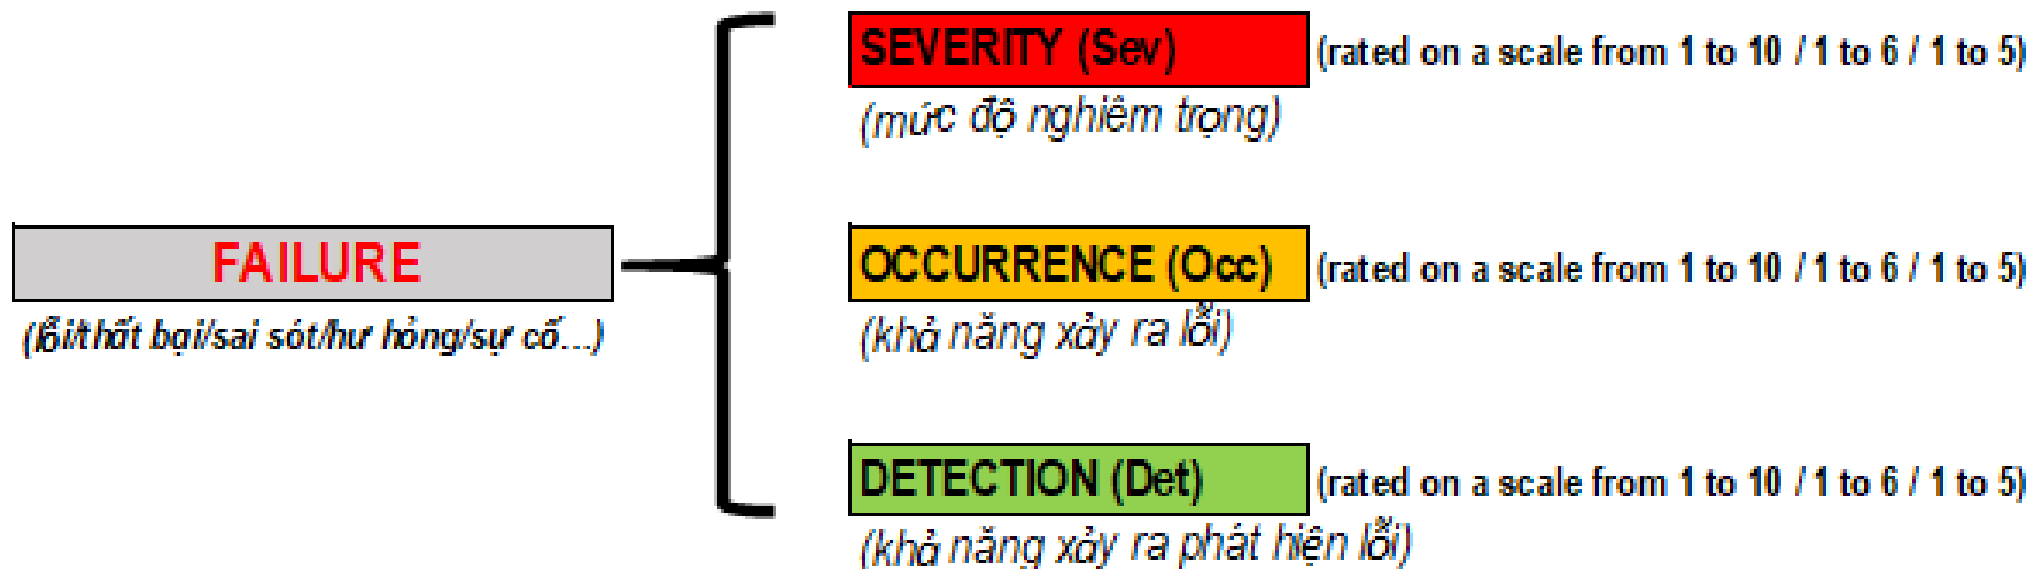 SEVERITY (Sev) (rated on a scale from 1 to 10 / 1 to 6 / 1 to 5)
(mức độ nghiêm trọng)
FAILURE
(lỗi/thất bại/sai sót/hư hỏng/sự cố...)
OCCURRENCE (Occ) (rated on a scale from 1 to 10 / 1 to 6 / 1 to 5)
(khả năng xảy ra lỗi)
DETECTION (Det) (rated on a scale from 1 to 10 / 1 to 6 / 1 to 5)
(khả năng xảy ra phát hiện lỗi)